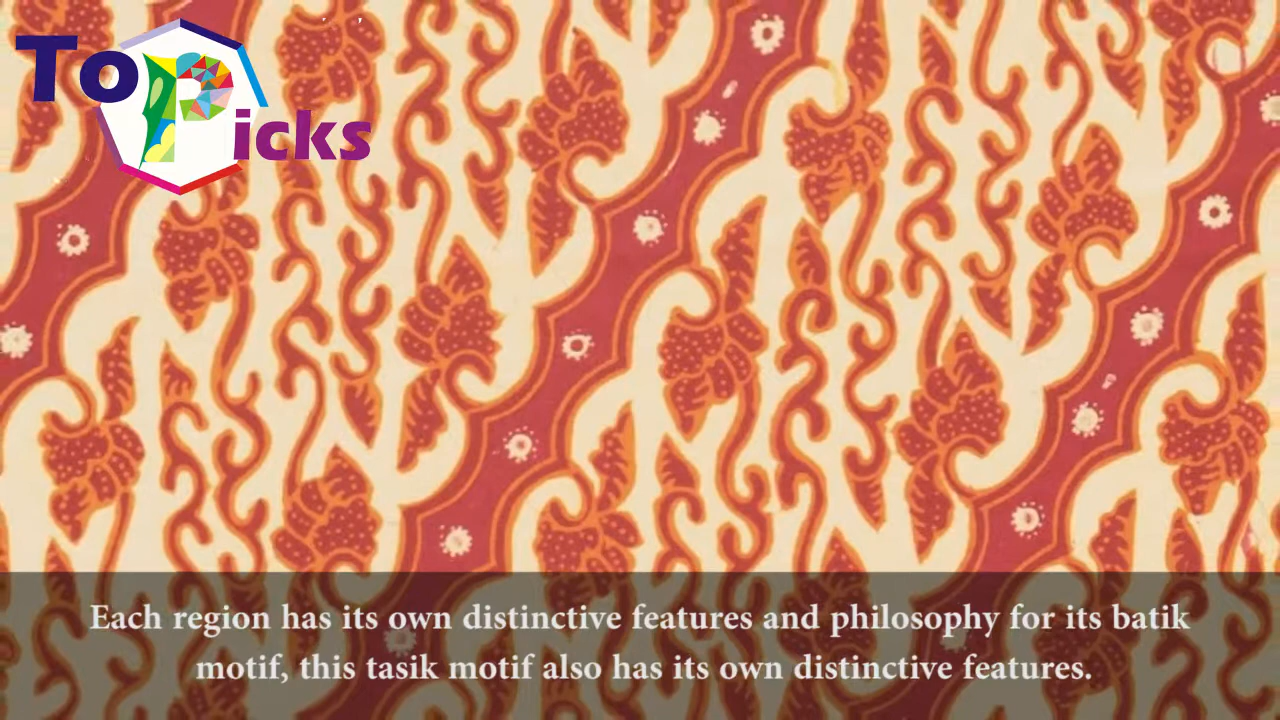 ToPicks
Each region has its own distinctive features and philosophy for its batik
motif, this tasik motif also has its own distinctive features.